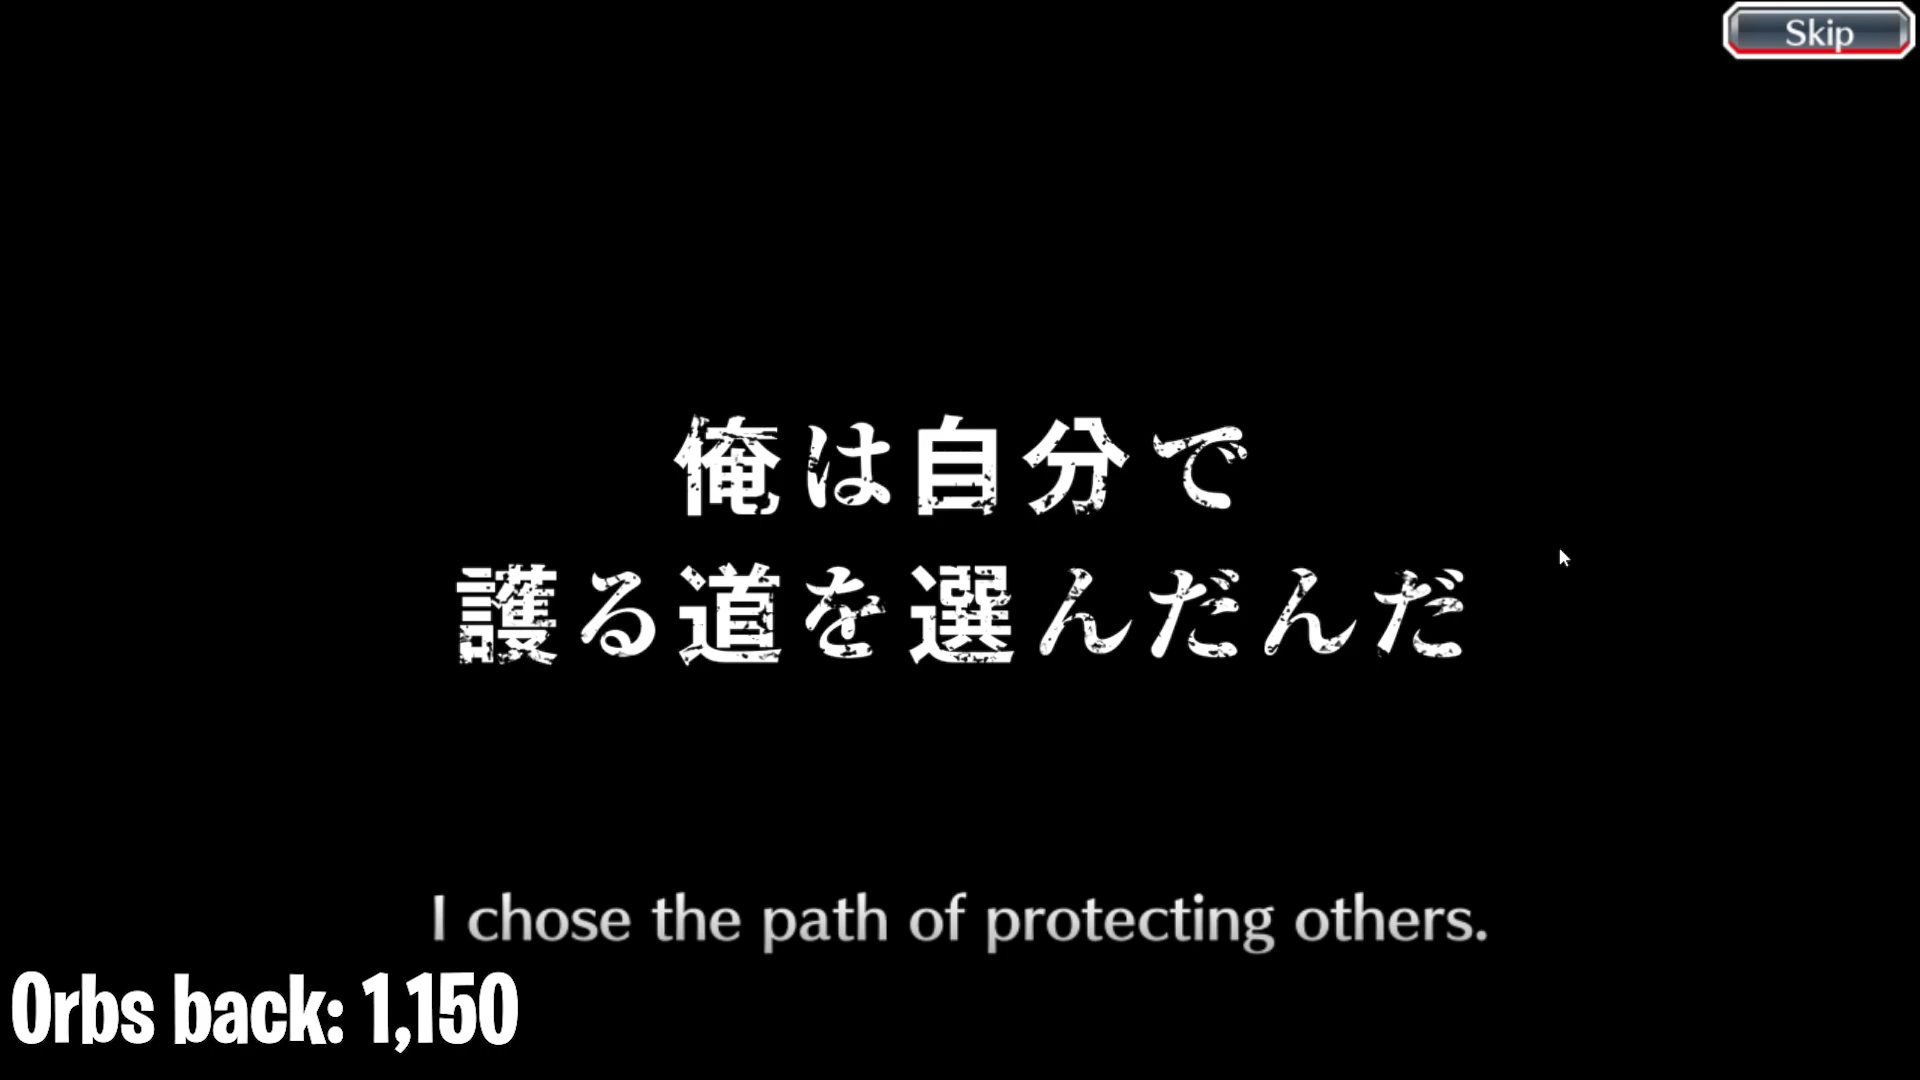 Skip
俺は自分で
護る道を選んだんだ
I chose the path of protecting others.
Orbs back: 1,150